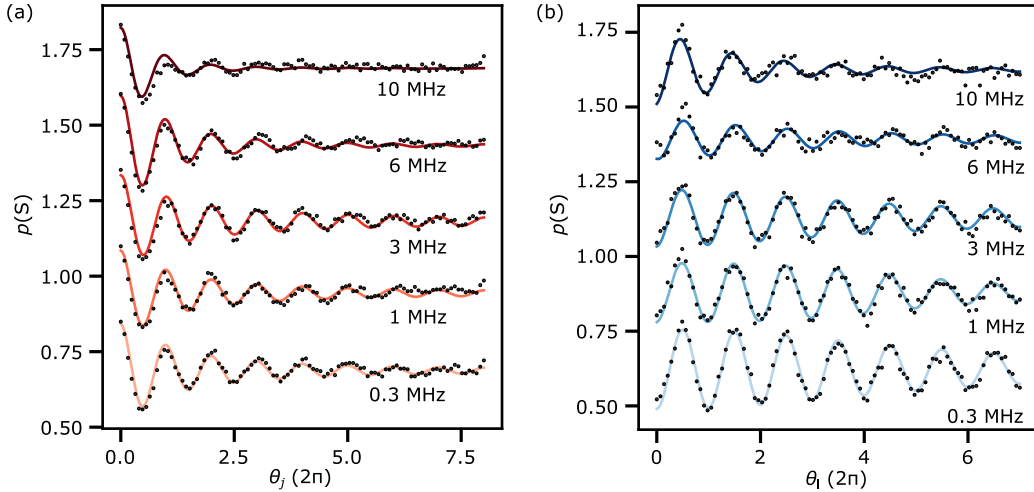 (a)
1.75
1.50
1.25
1.00
0.75
0.50
p(S)
10 MHz
6 MHz
3 MHz
1 MHz
0.3 MHz
0.0 2.5 5.0 7.5
θj (2π)
(b)
1.75
1.50
1.25
1.00
0.75
0.50
p(S)
10 MHz
6 MHz
3 MHz
1 MHz
0.3 MHz
0 2 4 6
θI (2π)